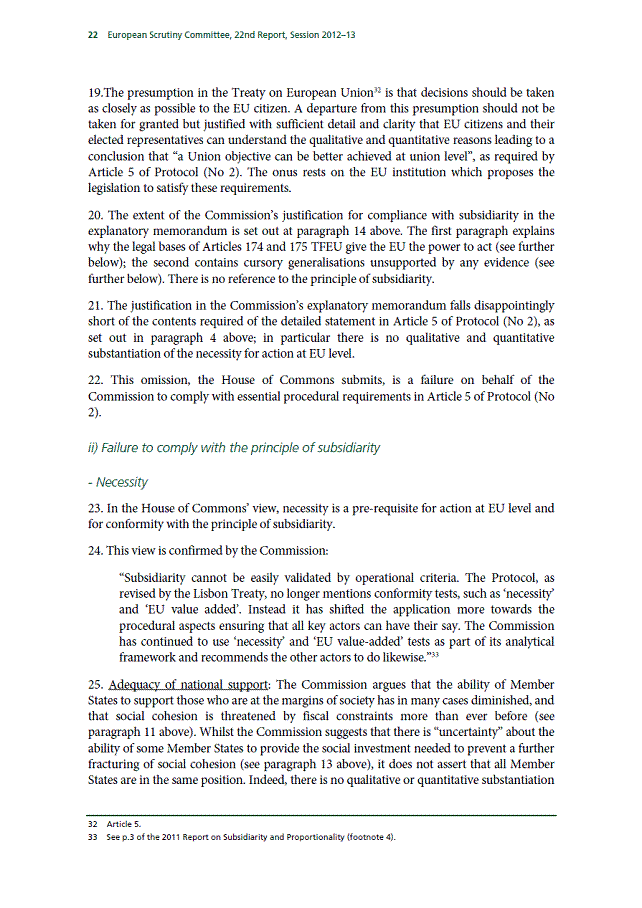 22 European Scrutiny Committee, 22nd Report, Session 2012–13
19.The presumption in the Treaty on European Union32 is that decisions should be taken
as closely as possible to the EU citizen. A departure from this presumption should not be
taken for granted but justified with sufficient detail and clarity that EU citizens and their
elected representatives can understand the qualitative and quantitative reasons leading to a
conclusion that “a Union objective can be better achieved at union level”, as required by
Article 5 of Protocol (No 2). The onus rests on the EU institution which proposes the
legislation to satisfy these requirements.
20. The extent of the Commission’s justification for compliance with subsidiarity in the
explanatory memorandum is set out at paragraph 14 above. The first paragraph explains
why the legal bases of Articles 174 and 175 TFEU give the EU the power to act (see further
below); the second contains cursory generalisations unsupported by any evidence (see
further below). There is no reference to the principle of subsidiarity.
21. The justification in the Commission’s explanatory memorandum falls disappointingly
short of the contents required of the detailed statement in Article 5 of Protocol (No 2), as
set out in paragraph 4 above; in particular there is no qualitative and quantitative
substantiation of the necessity for action at EU level.
22. This omission, the House of Commons submits, is a failure on behalf of the
Commission to comply with essential procedural requirements in Article 5 of Protocol (No
2).
ii) Failure to comply with the principle of subsidiarity
- Necessity
23. In the House of Commons’ view, necessity is a pre-requisite for action at EU level and
for conformity with the principle of subsidiarity.
24. This view is confirmed by the Commission:
“Subsidiarity cannot be easily validated by operational criteria. The Protocol, as
revised by the Lisbon Treaty, no longer mentions conformity tests, such as ‘necessity’
and ‘EU value added’. Instead it has shifted the application more towards the
procedural aspects ensuring that all key actors can have their say. The Commission
has continued to use ‘necessity’ and ‘EU value-added’ tests as part of its analytical
framework and recommends the other actors to do likewise.”33
25. Adequacy of national support: The Commission argues that the ability of Member
States to support those who are at the margins of society has in many cases diminished, and
that social cohesion is threatened by fiscal constraints more than ever before (see
paragraph 11 above). Whilst the Commission suggests that there is “uncertainty” about the
ability of some Member States to provide the social investment needed to prevent a further
fracturing of social cohesion (see paragraph 13 above), it does not assert that all Member
States are in the same position. Indeed, there is no qualitative or quantitative substantiation
32 Article 5.
33 See p.3 of the 2011 Report on Subsidiarity and Proportionality (footnote 4).